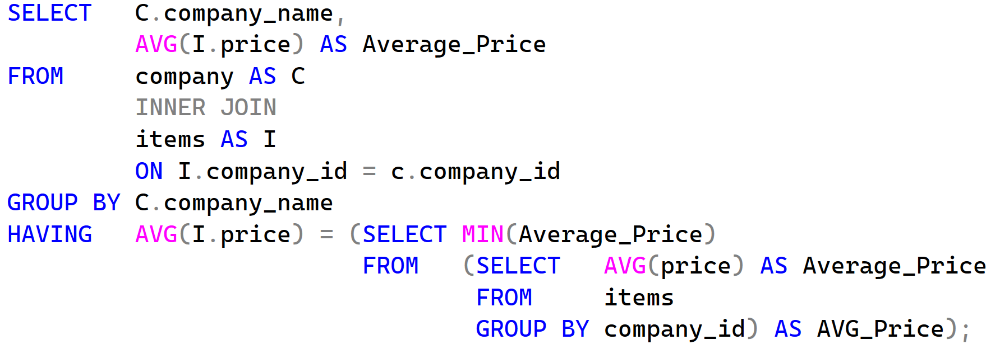 SELECT C.company_name,
AVG(I.price) AS Average_Price
FROM company AS C
INNER JOIN
items AS I
ON I.company_id = c.company_id
GROUP BY C.company_name
HAVING AVG(I.price) = (SELECT MIN(Average_Price)
FROM (SELECT AVG(price) AS Average_Price
FROM items
GROUP BY company_id) AS AVG_Price);